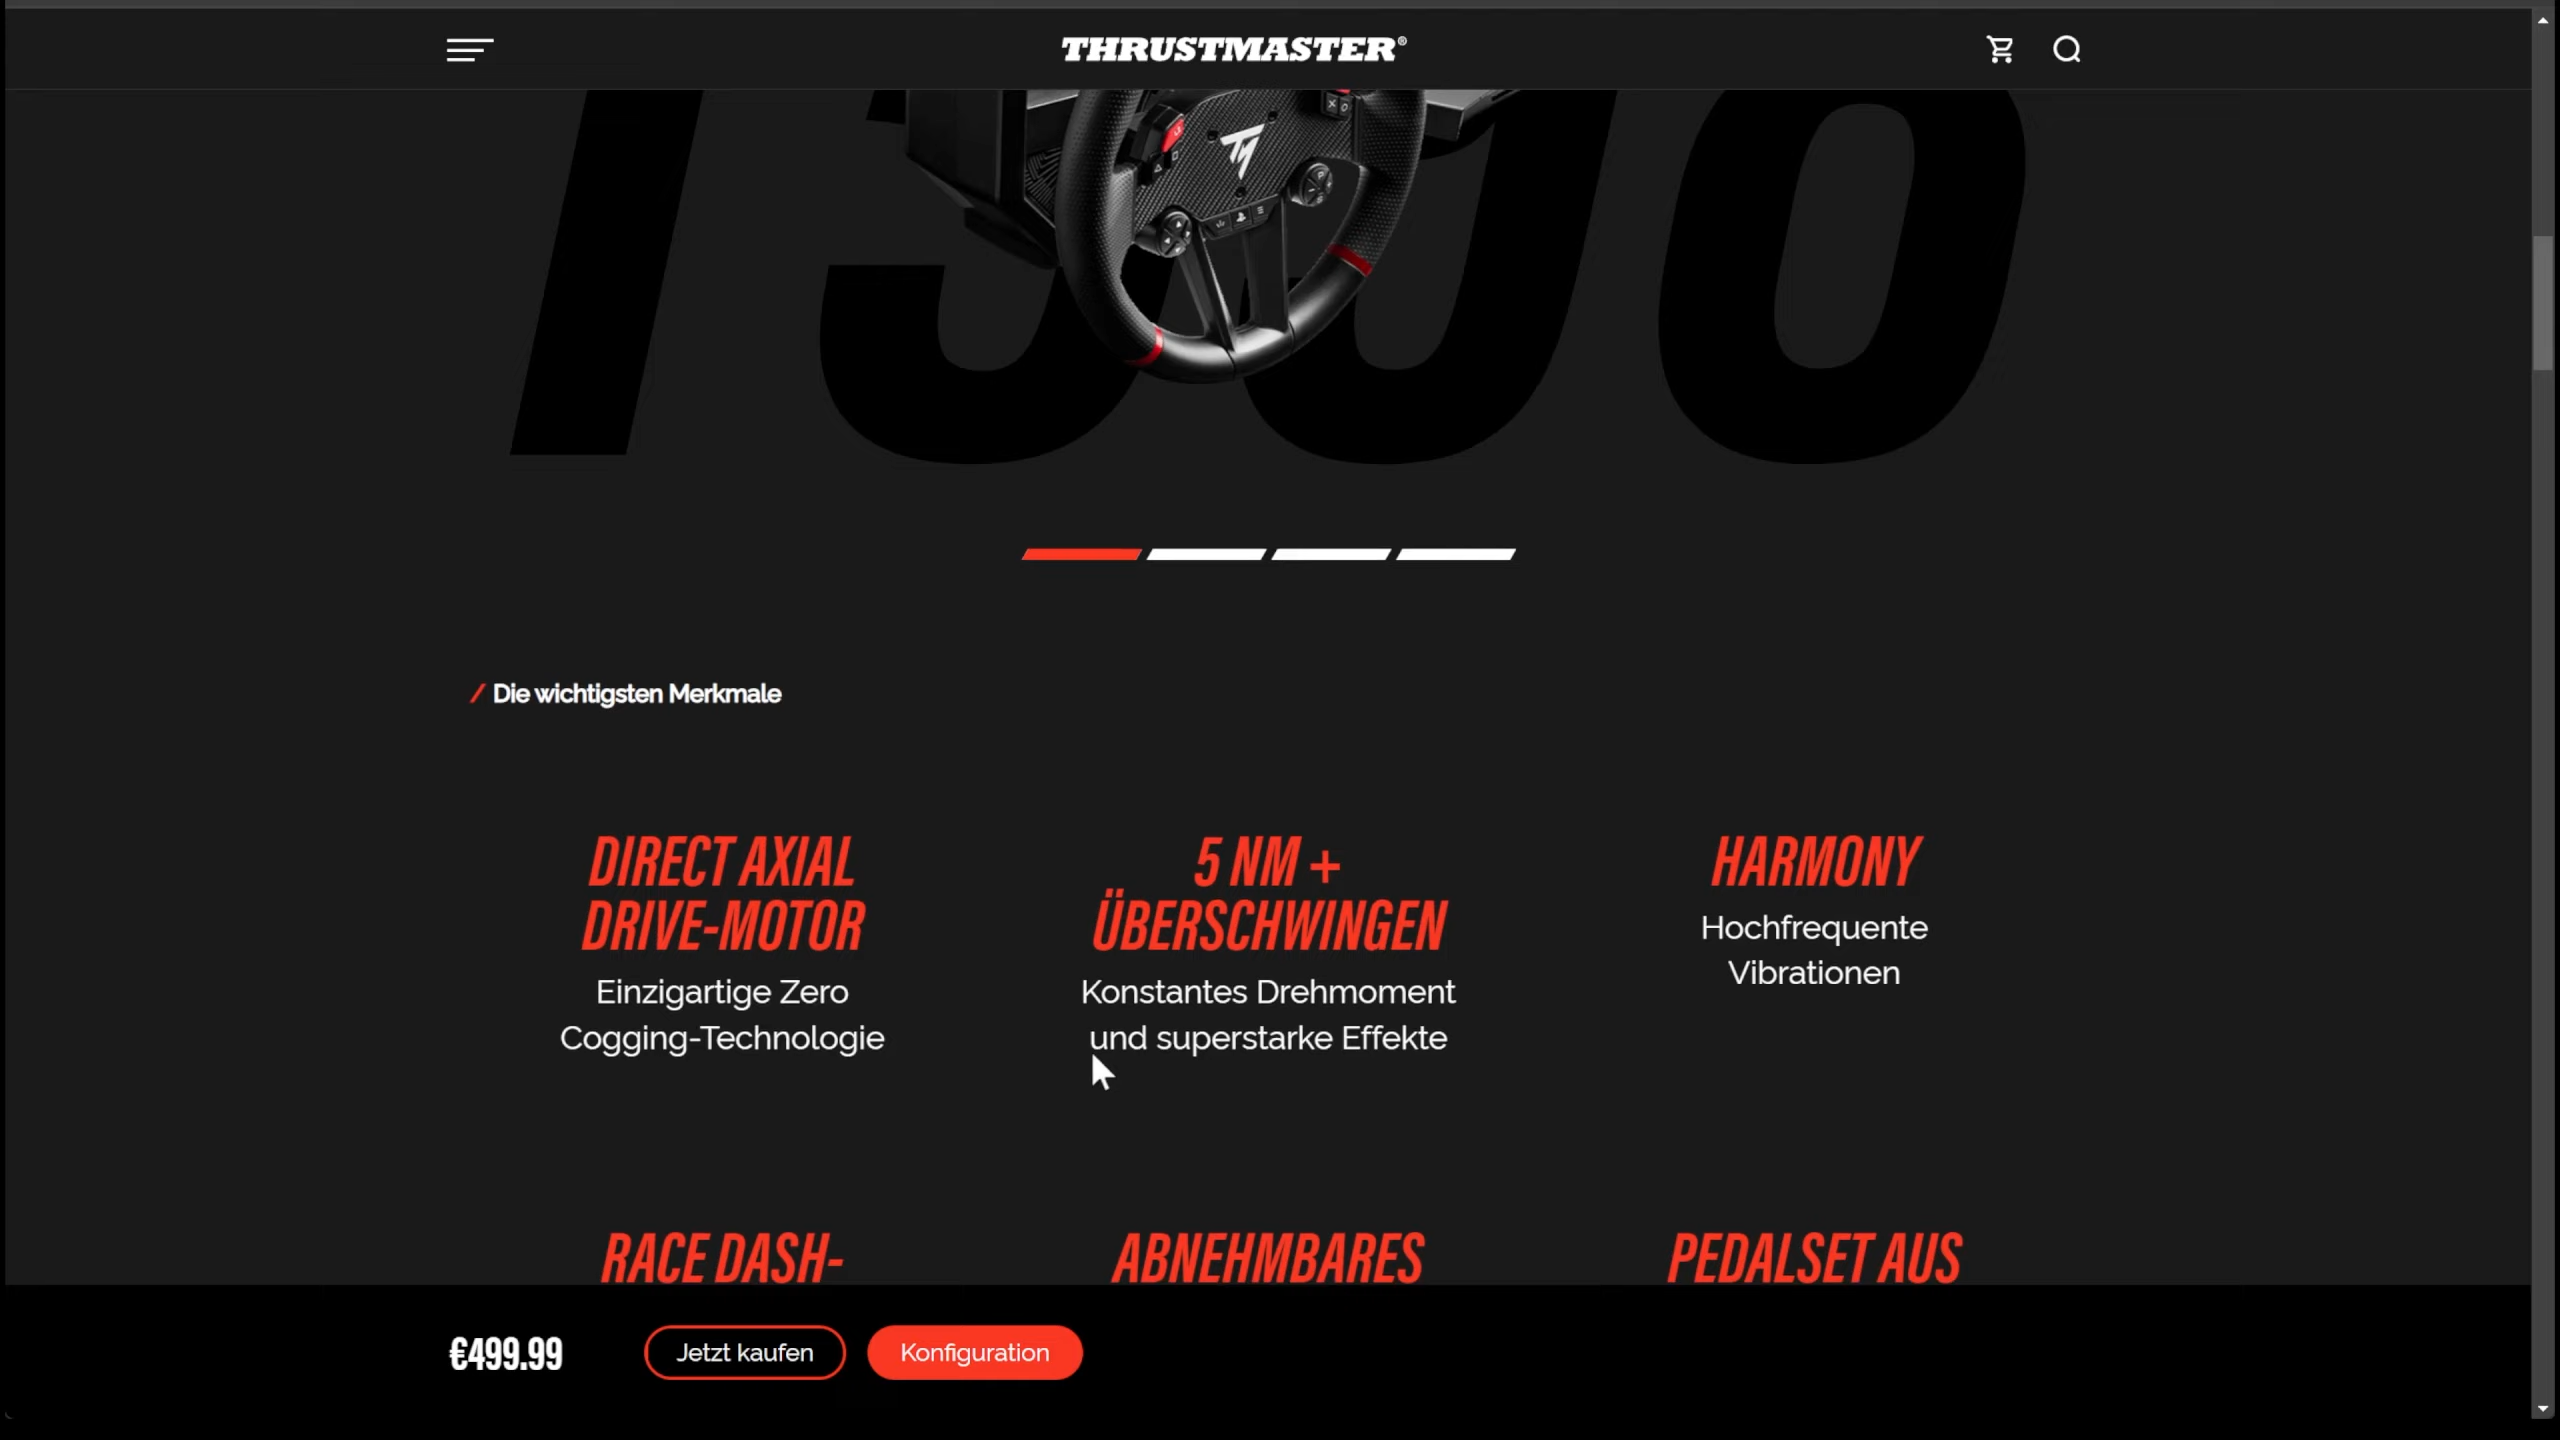 THRUSTMASTER®
/ Die wichtigsten Merkmale
DIRECT AXIAL
DRIVE-MOTOR
Einzigartige Zero
Cogging-Technologie
5 NM +
ÜBERSCHWINGEN
Konstantes Drehmoment
und superstarke Effekte
HARMONY
Hochfrequente
Vibrationen
RACE DASH-
ABNEHMBARES
PEDALSET AUS
€499.99
Jetzt kaufen
Konfiguration